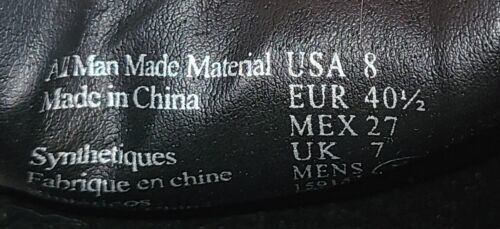 All Man Made Material
Made in China
Synthetiques
Fabrique en chine
USA 8
EUR 40½
MEX 27
UK 7
MENS